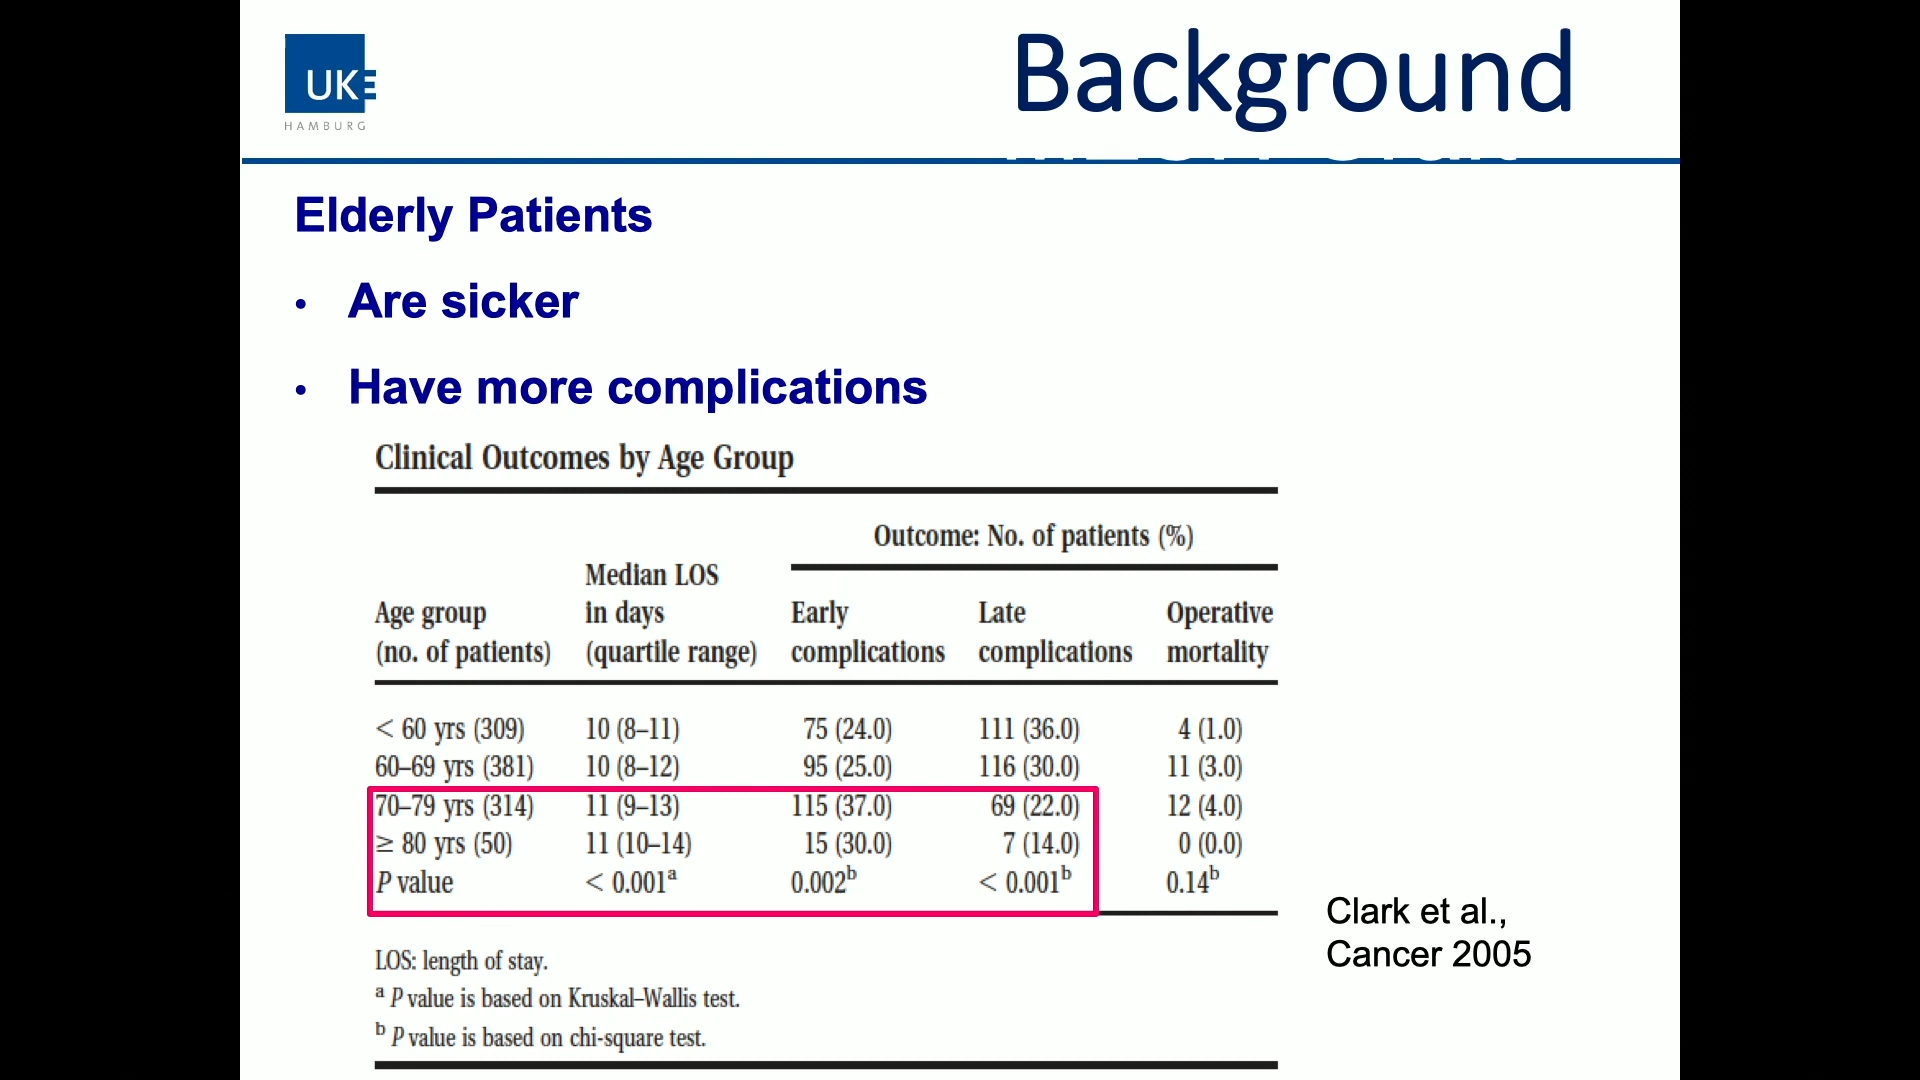 UKE
HAMBURG
Background
Elderly Patients
• Are sicker
• Have more complications
Clinical Outcomes by Age Group
Outcome: No. of patients (%)
Age group (no. of patients) Median LOS in days (quartile range) Early complications Late complications Operative mortality
< 60 yrs (309) 10 (8–11) 75 (24.0) 111 (36.0) 4 (1.0)
60–69 yrs (381) 10 (8–12) 95 (25.0) 116 (30.0) 11 (3.0)
70–79 yrs (314) 11 (9–13) 115 (37.0) 69 (22.0) 12 (4.0)
≥ 80 yrs (50) 11 (10–14) 15 (30.0) 7 (14.0) 0 (0.0)
P value < 0.001a 0.002b < 0.001b 0.14b
LOS: length of stay.
a P value is based on Kruskal–Wallis test.
b P value is based on chi-square test.
Clark et al.,
Cancer 2005